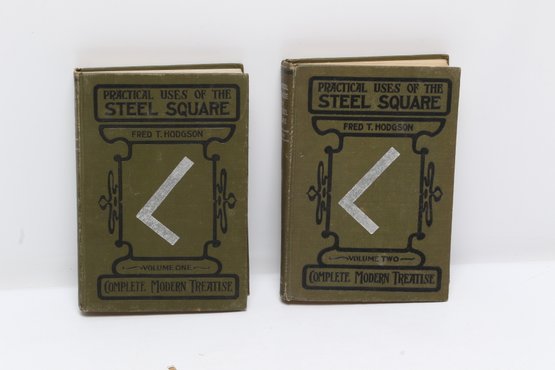 PRACTICAL USES OF THE
STEEL SQUARE
FRED T. HODGSON
VOLUME ONE
COMPLETE MODERN TREATISE
PRACTICAL USES OF THE
STEEL SQUARE
FRED T. HODGSON
VOLUME TWO
COMPLETE MODERN TREATISE